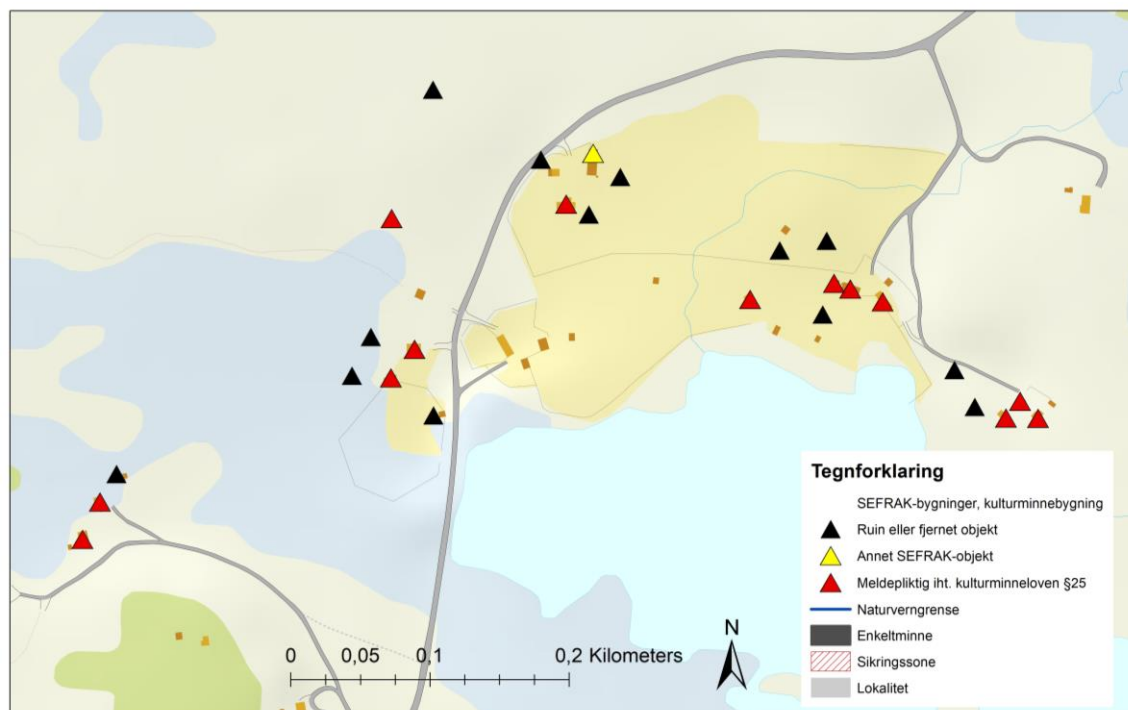 Tegnforklaring
SEFRAK-bygninger, kulturminnebygning
Ruin eller fjernet objekt
Annet SEFRAK-objekt
Meldepliktig iht. kulturminneloven §25
Naturverngrense
Enkeltminne
Sikringssone
Lokalitet
N
0 0,05 0,1 0,2 Kilometers